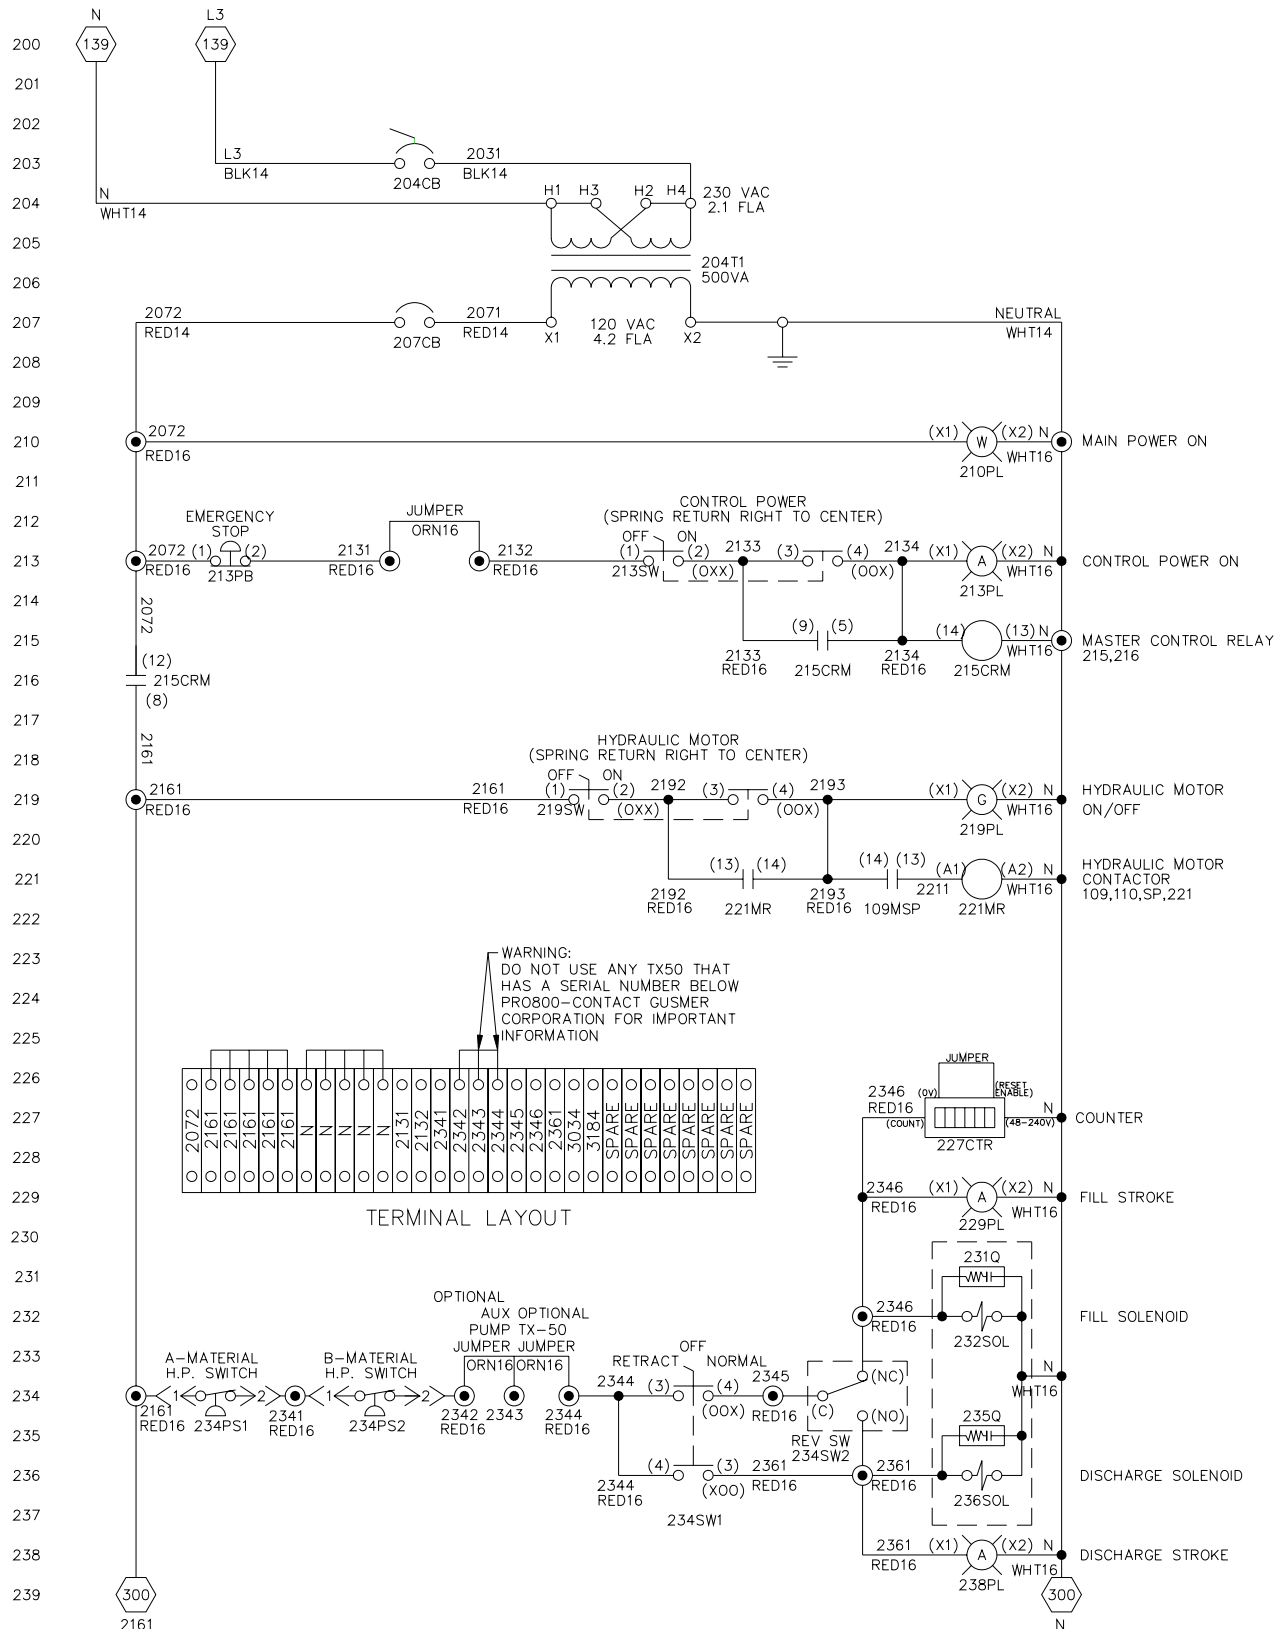 N L3
200 139 139
201
202
203 L3 BLK14 204CB 2031 BLK14
204 N WHT14 H1 H3 H2 H4 230 VAC 2.1 FLA
205
204T1
500VA
206
207 2072 RED14 207CB 2071 RED14 X1 120 VAC 4.2 FLA X2 NEUTRAL WHT14
208
209
210 2072 RED16 (X1) W (X2) N WHT16 210PL MAIN POWER ON
211
212 EMERGENCY STOP JUMPER ORN16 CONTROL POWER
(SPRING RETURN RIGHT TO CENTER)
OFF ON
213 2072 RED16 (1) (2) 213PB 2131 RED16 2132 RED16 (1) (2) 213SW (OXX) 2133 (3) (4) (OOX) 2134 (X1) A (X2) N WHT16 213PL CONTROL POWER ON
214 2072
215 2133 RED16 (9) (5) 215CRM 2134 RED16 (14) (13) N WHT16 215CRM MASTER CONTROL RELAY
215,216
216 (12) 215CRM (8)
217
218 2161 HYDRAULIC MOTOR
(SPRING RETURN RIGHT TO CENTER)
OFF ON
219 2161 RED16 2161 RED16 (1) (2) 219SW (OXX) 2192 (3) (4) (OOX) 2193 (X1) G (X2) N WHT16 219PL HYDRAULIC MOTOR
ON/OFF
220
221 2192 RED16 (13) (14) 221MR 2193 RED16 (14) (13) 109MSP 2211 (A1) (A2) N WHT16 221MR HYDRAULIC MOTOR
CONTACTOR
109,110,SP,221
222
223 WARNING:
DO NOT USE ANY TX50 THAT
224 HAS A SERIAL NUMBER BELOW
PRO800-CONTACT GUSMER
225 CORPORATION FOR IMPORTANT
INFORMATION
226 JUMPER
(0V) (RESET ENABLE)
227 2072 2161 2161 2161 2161 2161 N N N N N 2131 2132 2341 2342 2343 2344 2345 2346 2361 3034 3184 SPARE SPARE SPARE SPARE SPARE SPARE SPARE SPARE
2346 RED16 (COUNT) (48-240V) N 227CTR COUNTER
228
229 2346 RED16 (X1) A (X2) N WHT16 229PL FILL STROKE
TERMINAL LAYOUT
230
231 231Q
232 OPTIONAL
AUX OPTIONAL
PUMP TX-50
JUMPER JUMPER
ORN16 ORN16
2346 RED16 232SOL FILL SOLENOID
233 A-MATERIAL H.P. SWITCH B-MATERIAL H.P. SWITCH OFF
RETRACT NORMAL
234 2161 RED16 1 2 234PS1 2341 RED16 1 2 234PS2 2342 RED16 2343 2344 RED16 2344 (3) (4) (OOX) 2345 RED16 (C) (NC) (NO) N WHT16
235 REV SW
234SW2 235Q
236 2344 RED16 (4) (3) (XOO) 2361 RED16 2361 RED16 236SOL DISCHARGE SOLENOID
237 234SW1
238 2361 RED16 (X1) A (X2) N WHT16 238PL DISCHARGE STROKE
239 300 300
2161 N